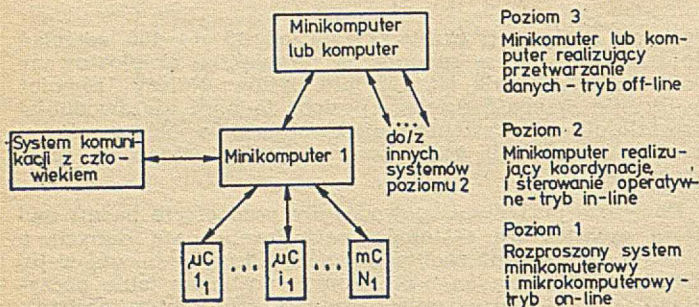 Minikomputer
lub komputer
Poziom 3
Minikomuter lub kom-
puter realizujący
przetwarzanie
danych - tryb off-line
System komuni-
kacji z czło-
wiekiem
Minikomputer 1
...
do/z
innych
systemów
poziomu 2
Poziom 2
Minikomputer realizu-
jący koordynację,
i sterowanie operatyw-
ne - tryb in-line
μC
1₁
...
μC
i₁
...
mC
N₁
Poziom 1
Rozproszony system
minikomuterowy
i mikrokomputerowy -
tryb on-line